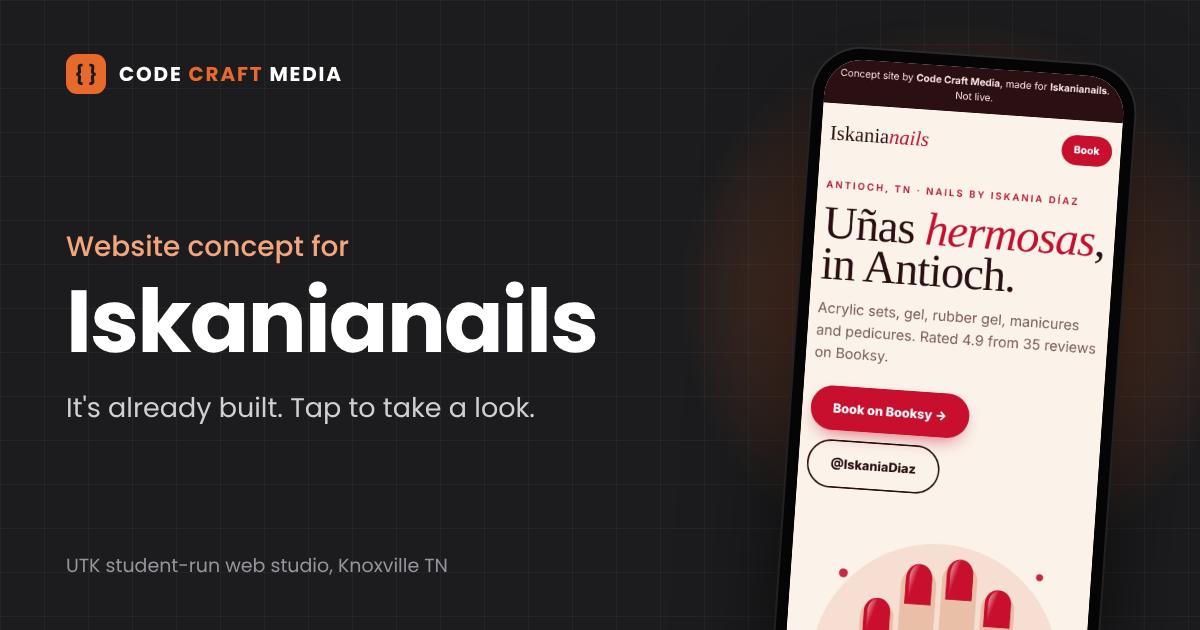 { } CODE CRAFT MEDIA
Website concept for
Iskanianails
It's already built. Tap to take a look.
UTK student-run web studio, Knoxville TN
Concept site by Code Craft Media, made for Iskanianails.
Not live.
Iskanianails
Book
ANTIOCH, TN · NAILS BY ISKANIA DÍAZ
Uñas hermosas,
in Antioch.
Acrylic sets, gel, rubber gel, manicures
and pedicures. Rated 4.9 from 35 reviews
on Booksy.
Book on Booksy →
@IskaniaDiaz